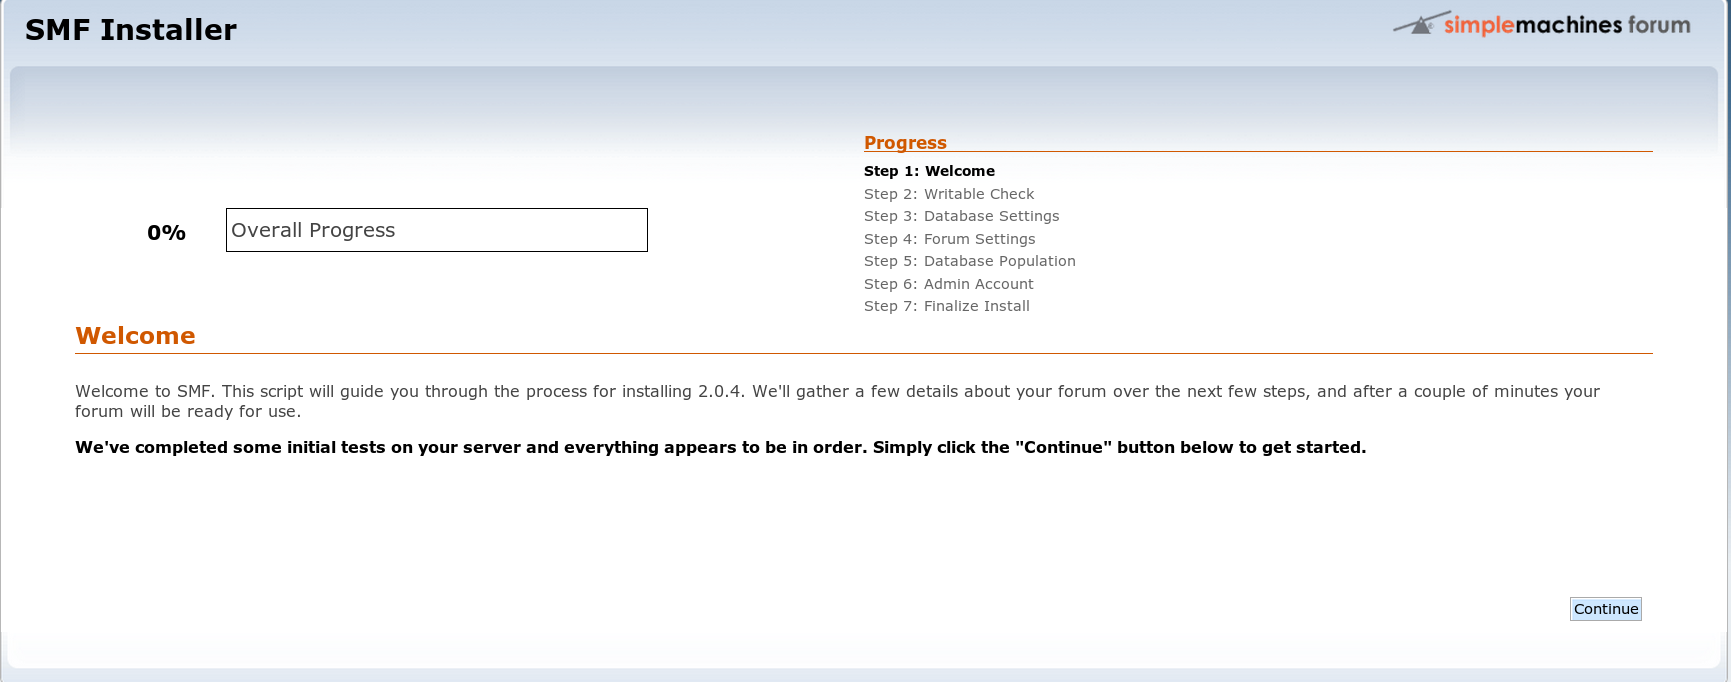 SMF Installer
simplemachines forum
Progress
Step 1: Welcome
Step 2: Writable Check
Step 3: Database Settings
Step 4: Forum Settings
Step 5: Database Population
Step 6: Admin Account
Step 7: Finalize Install
0%
Overall Progress
Welcome
Welcome to SMF. This script will guide you through the process for installing 2.0.4. We'll gather a few details about your forum over the next few steps, and after a couple of minutes your
forum will be ready for use.
We've completed some initial tests on your server and everything appears to be in order. Simply click the "Continue" button below to get started.
Continue